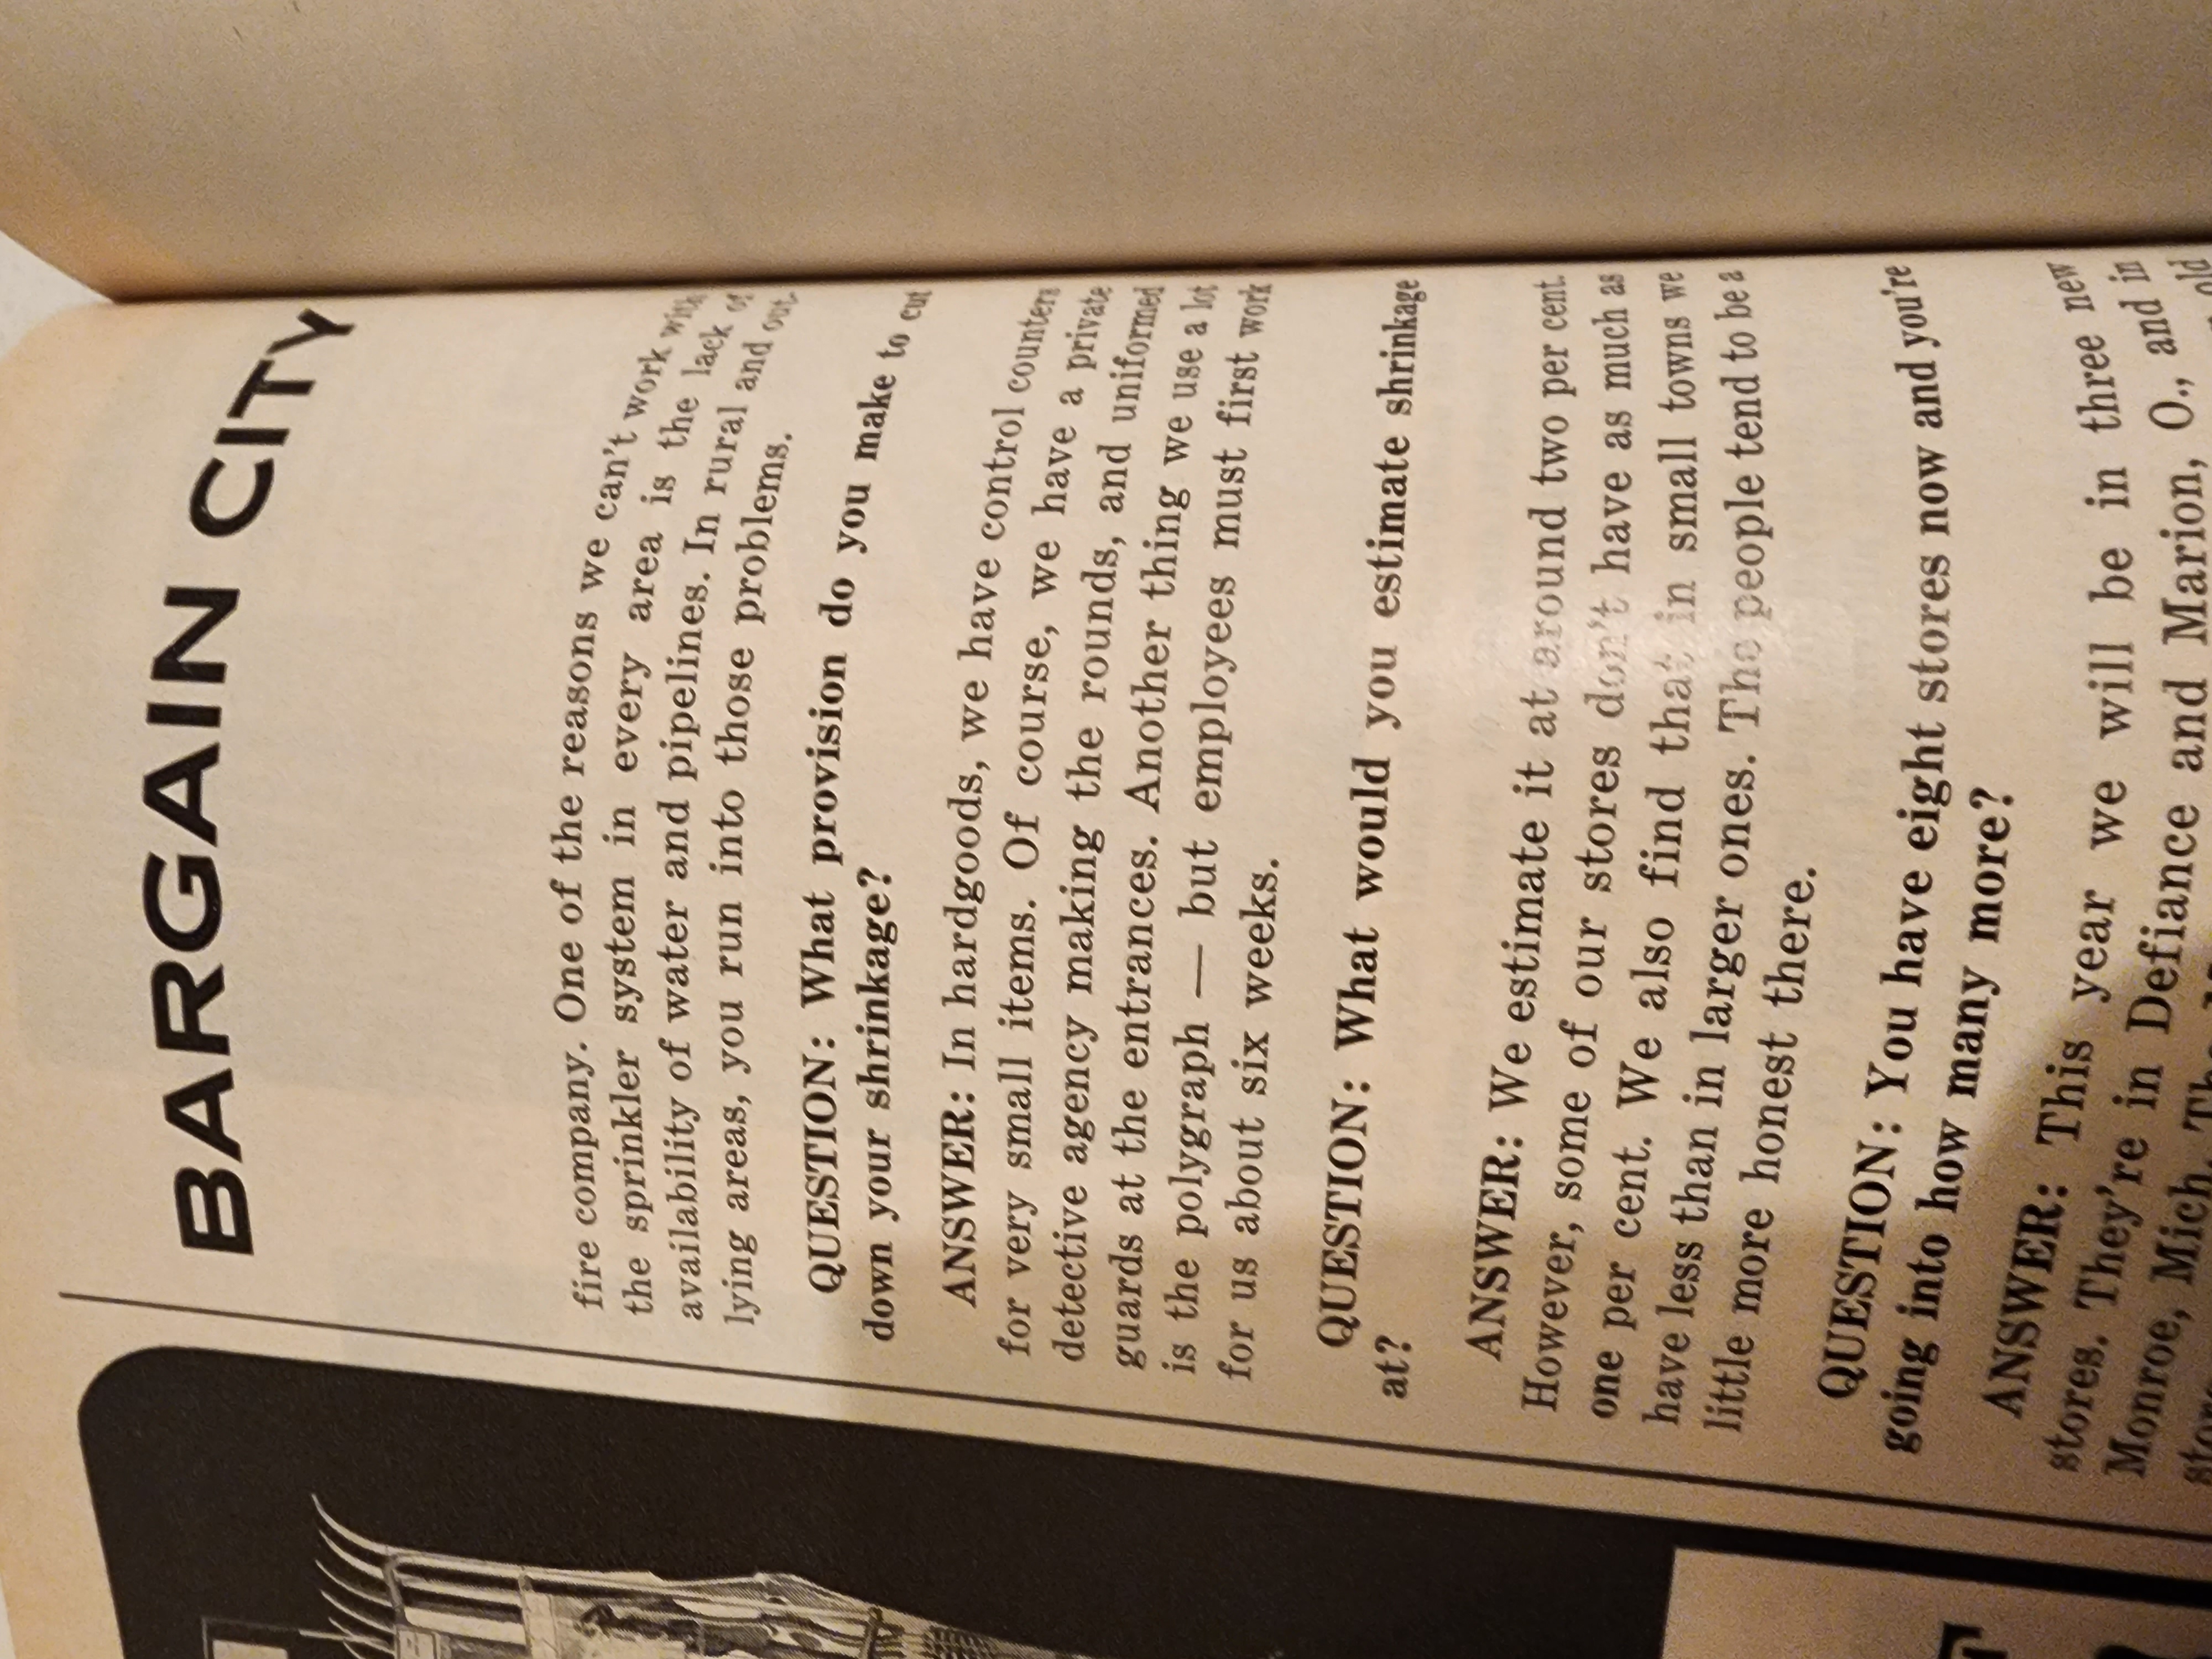 BARGAIN CITY
fire company. One of the reasons we can't work with
the sprinkler system in every area is the lack of
availability of water and pipelines. In rural and out-
lying areas, you run into those problems.
QUESTION: What provision do you make to cut
down your shrinkage?
ANSWER: In hardgoods, we have control counters
for very small items. Of course, we have a private
detective agency making the rounds, and uniformed
guards at the entrances. Another thing we use a lot
is the polygraph — but employees must first work
for us about six weeks.
QUESTION: What would you estimate shrinkage
at?
ANSWER: We estimate it at around two per cent.
However, some of our stores don't have as much as
one per cent. We also find that in small towns we
have less than in larger ones. The people tend to be a
little more honest there.
QUESTION: You have eight stores now and you're
going into how many more?
ANSWER: This year we will be in three new
stores. They're in Defiance and Marion, O., and in
Monroe, Mich. old